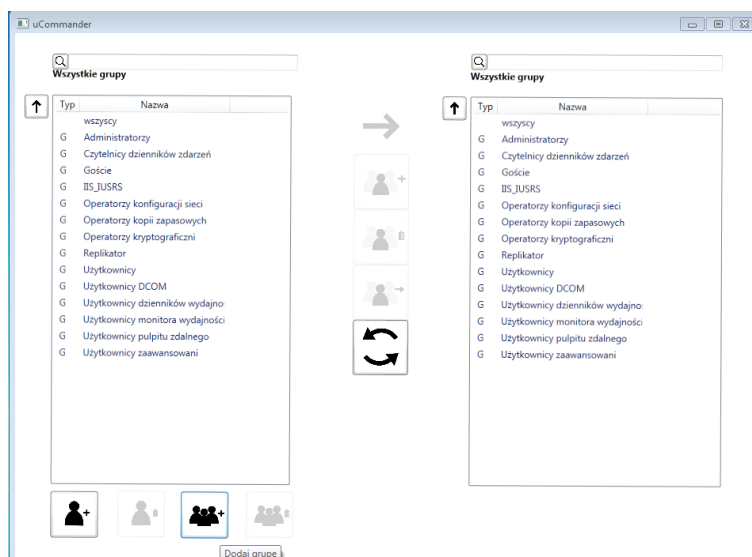 uCommander
Wszystkie grupy
Typ Nazwa
wszyscy
G Administratorzy
G Czytelnicy dzienników zdarzeń
G Goście
G IIS_IUSRS
G Operatorzy konfiguracji sieci
G Operatorzy kopii zapasowych
G Operatorzy kryptograficzni
G Replikator
G Użytkownicy
G Użytkownicy DCOM
G Użytkownicy dzienników wydajno
G Użytkownicy monitora wydajności
G Użytkownicy pulpitu zdalnego
G Użytkownicy zaawansowani
Dodaj grupę
Wszystkie grupy
Typ Nazwa
wszyscy
G Administratorzy
G Czytelnicy dzienników zdarzeń
G Goście
G IIS_IUSRS
G Operatorzy konfiguracji sieci
G Operatorzy kopii zapasowych
G Operatorzy kryptograficzni
G Replikator
G Użytkownicy
G Użytkownicy DCOM
G Użytkownicy dzienników wydajno
G Użytkownicy monitora wydajności
G Użytkownicy pulpitu zdalnego
G Użytkownicy zaawansowani